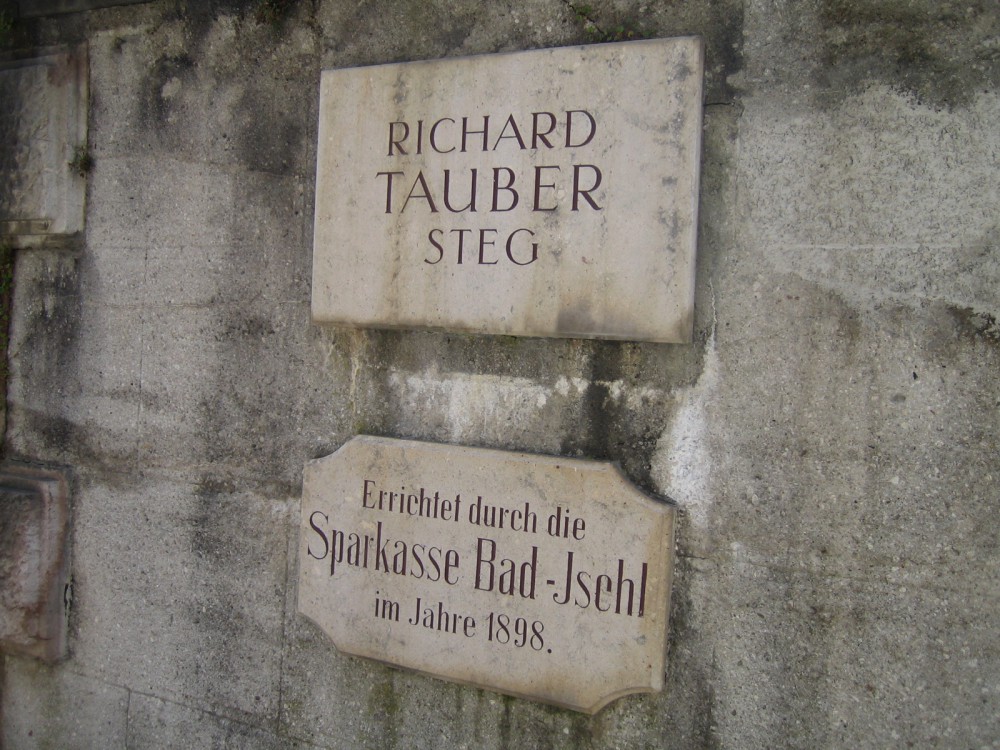 RICHARD
TAUBER
STEG
Errichtet durch die
Sparkasse Bad-Jschl
im Jahre 1898.